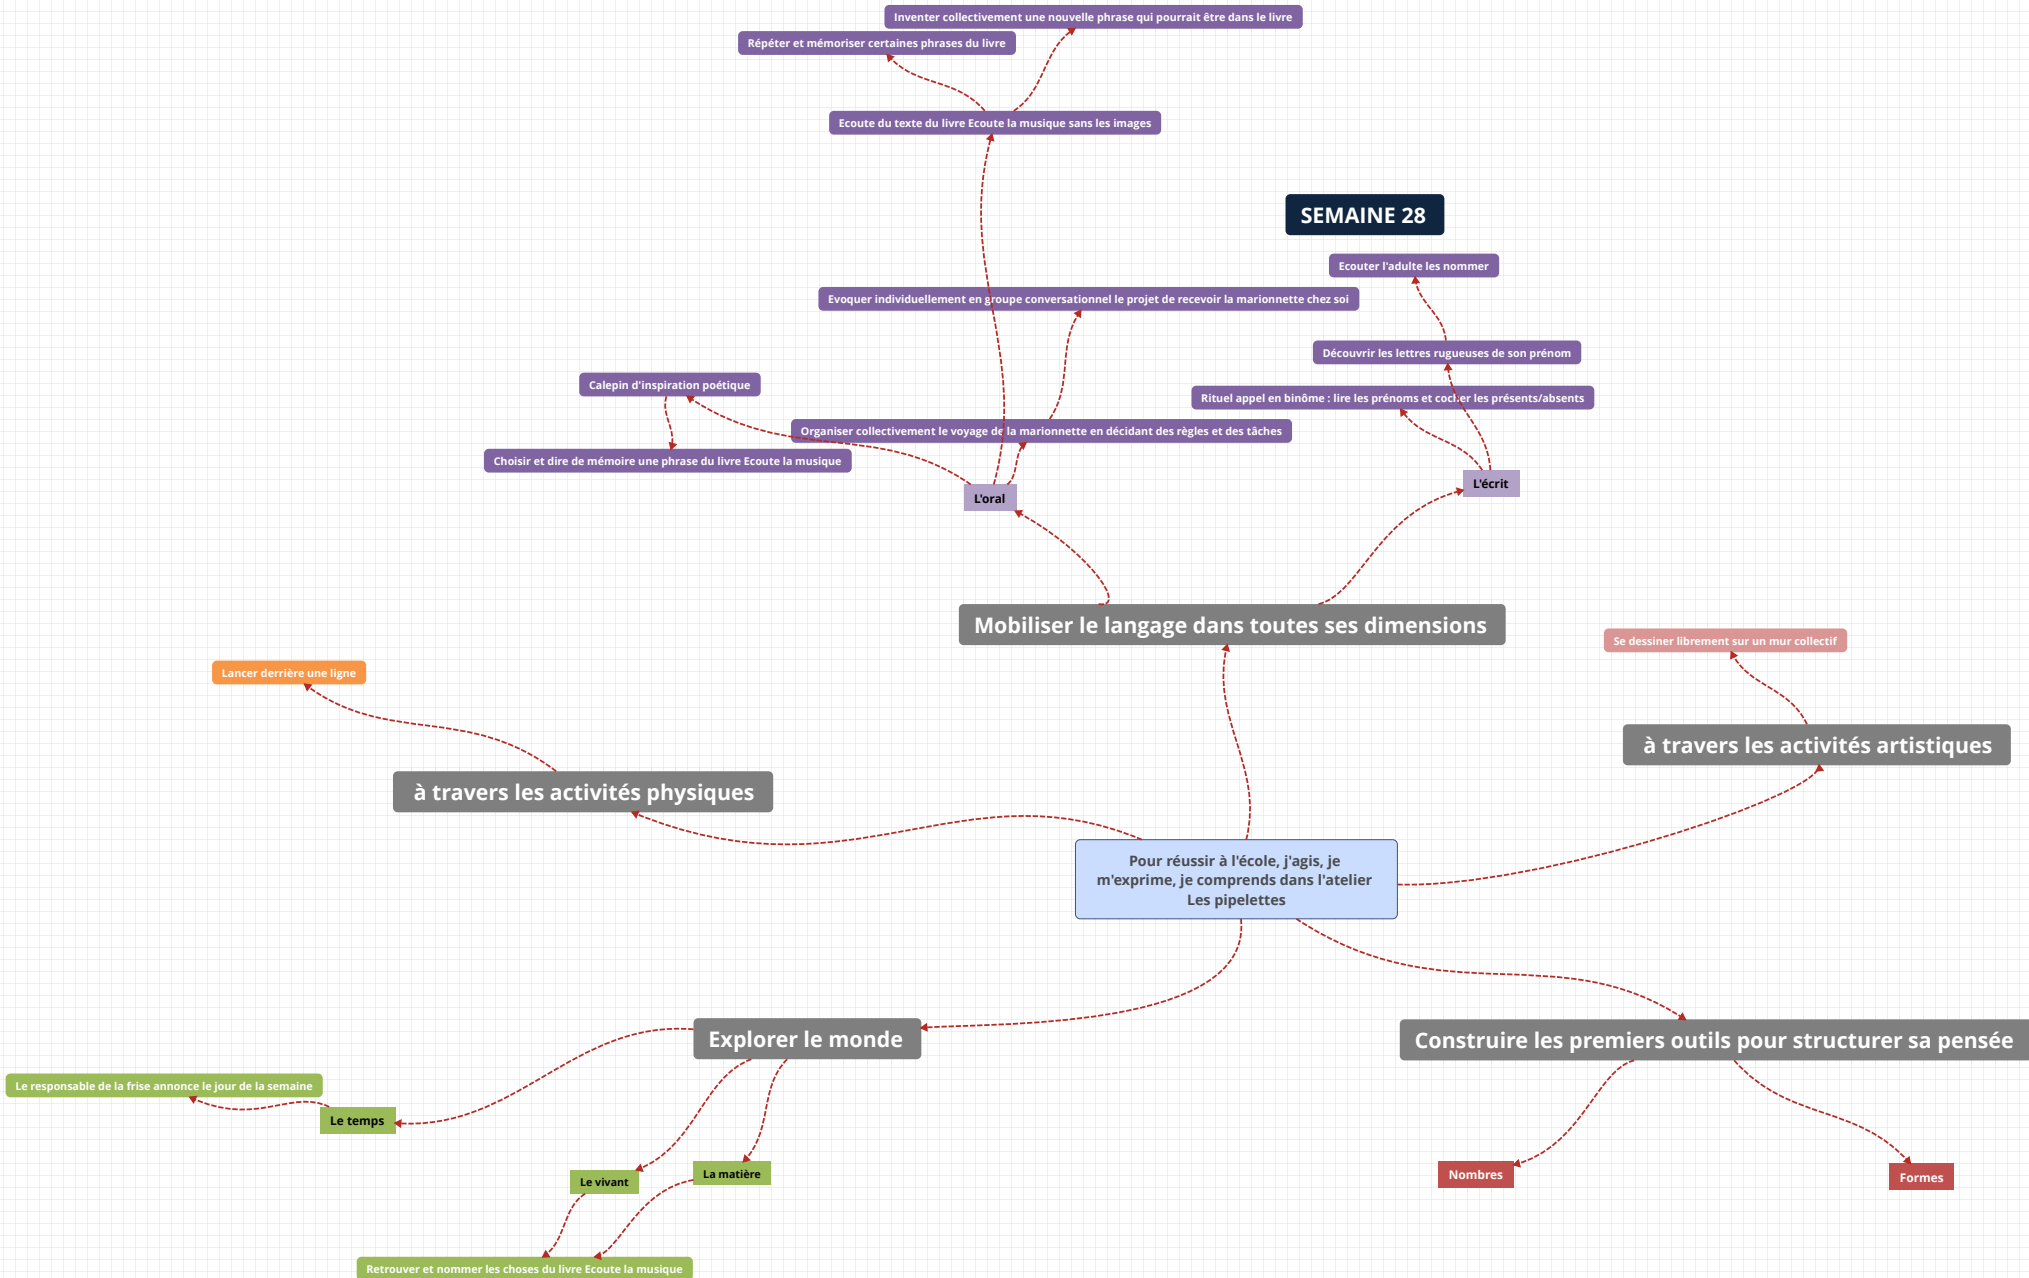 Inventer collectivement une nouvelle phrase qui pourrait être dans le livre
Répéter et mémoriser certaines phrases du livre
Ecoute du texte du livre Ecoute la musique sans les images
SEMAINE 28
Ecouter l'adulte les nommer
Evoquer individuellement en groupe conversationnel le projet de recevoir la marionnette chez soi
Découvrir les lettres rugueuses de son prénom
Calepin d'inspiration poétique
Rituel appel en binôme : lire les prénoms et cocher les présents/absents
Organiser collectivement le voyage de la marionnette en décidant des règles et des tâches
Choisir et dire de mémoire une phrase du livre Ecoute la musique
L'écrit
L'oral
Mobiliser le langage dans toutes ses dimensions
Se dessiner librement sur un mur collectif
Lancer derrière une ligne
à travers les activités artistiques
à travers les activités physiques
Pour réussir à l'école, j'agis, je
m'exprime, je comprends dans l'atelier
Les pipelettes
Explorer le monde
Construire les premiers outils pour structurer sa pensée
Le responsable de la frise annonce le jour de la semaine
Le temps
La matière
Nombres
Formes
Le vivant
Retrouver et nommer les choses du livre Ecoute la musique